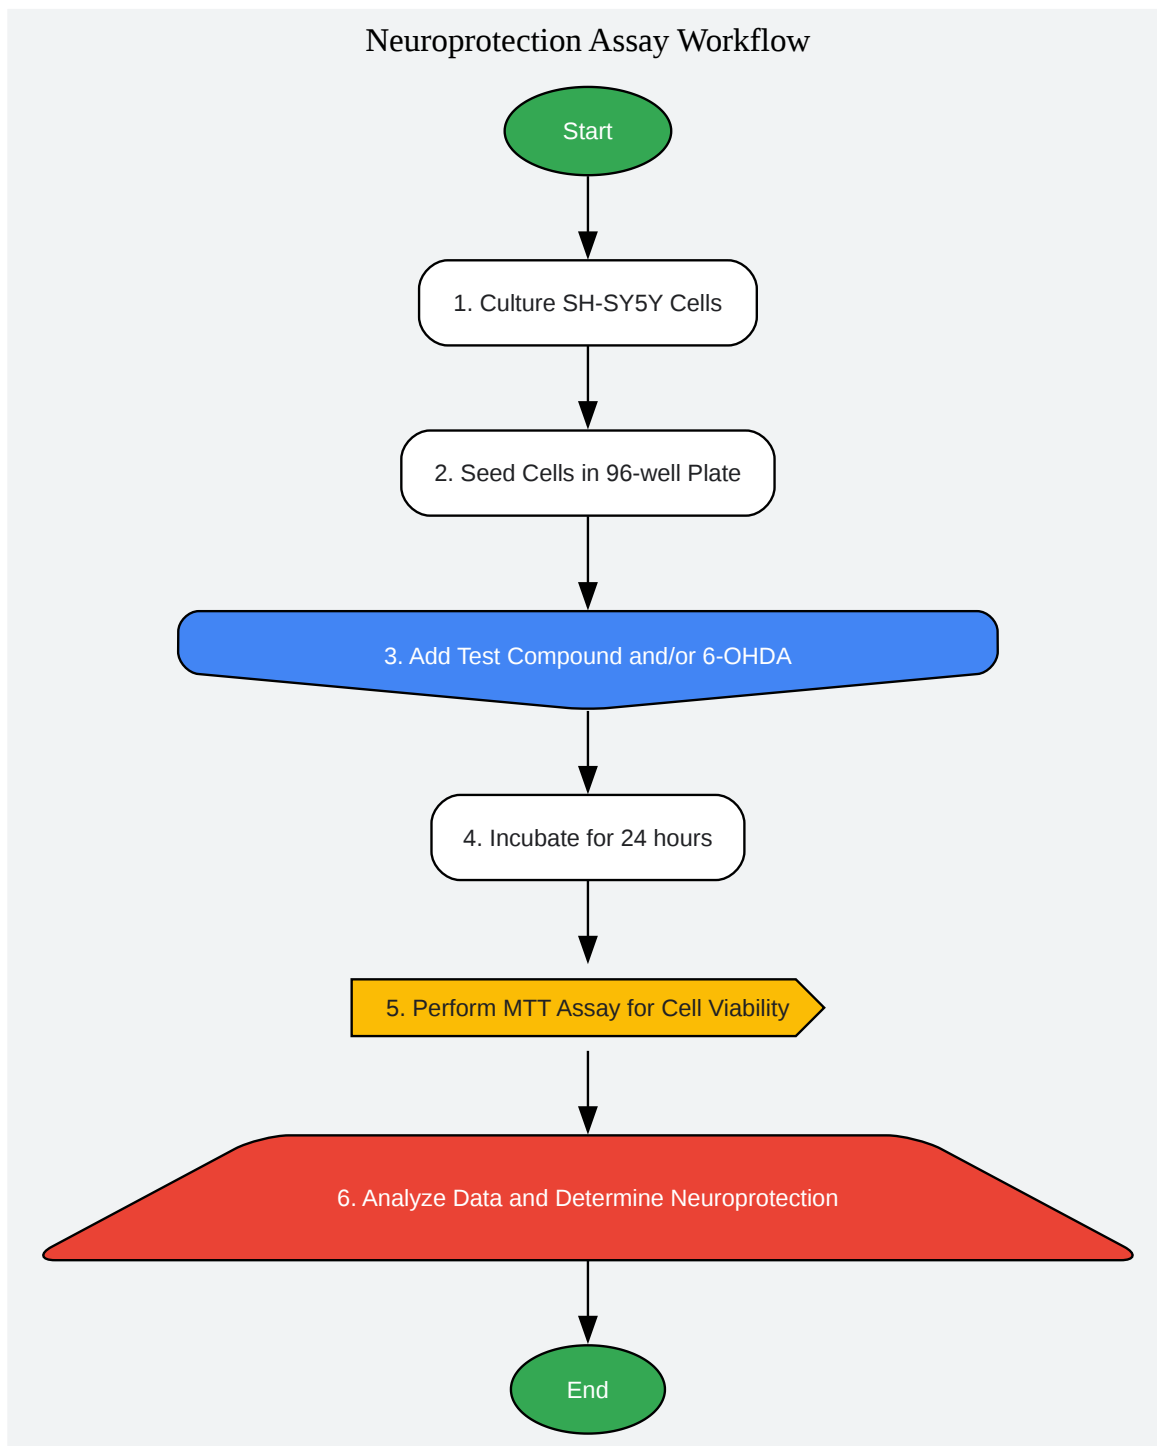 Neuroprotection Assay Workflow
Start
1. Culture SH-SY5Y Cells
2. Seed Cells in 96-well Plate
3. Add Test Compound and/or 6-OHDA
4. Incubate for 24 hours
5. Perform MTT Assay for Cell Viability
6. Analyze Data and Determine Neuroprotection
End